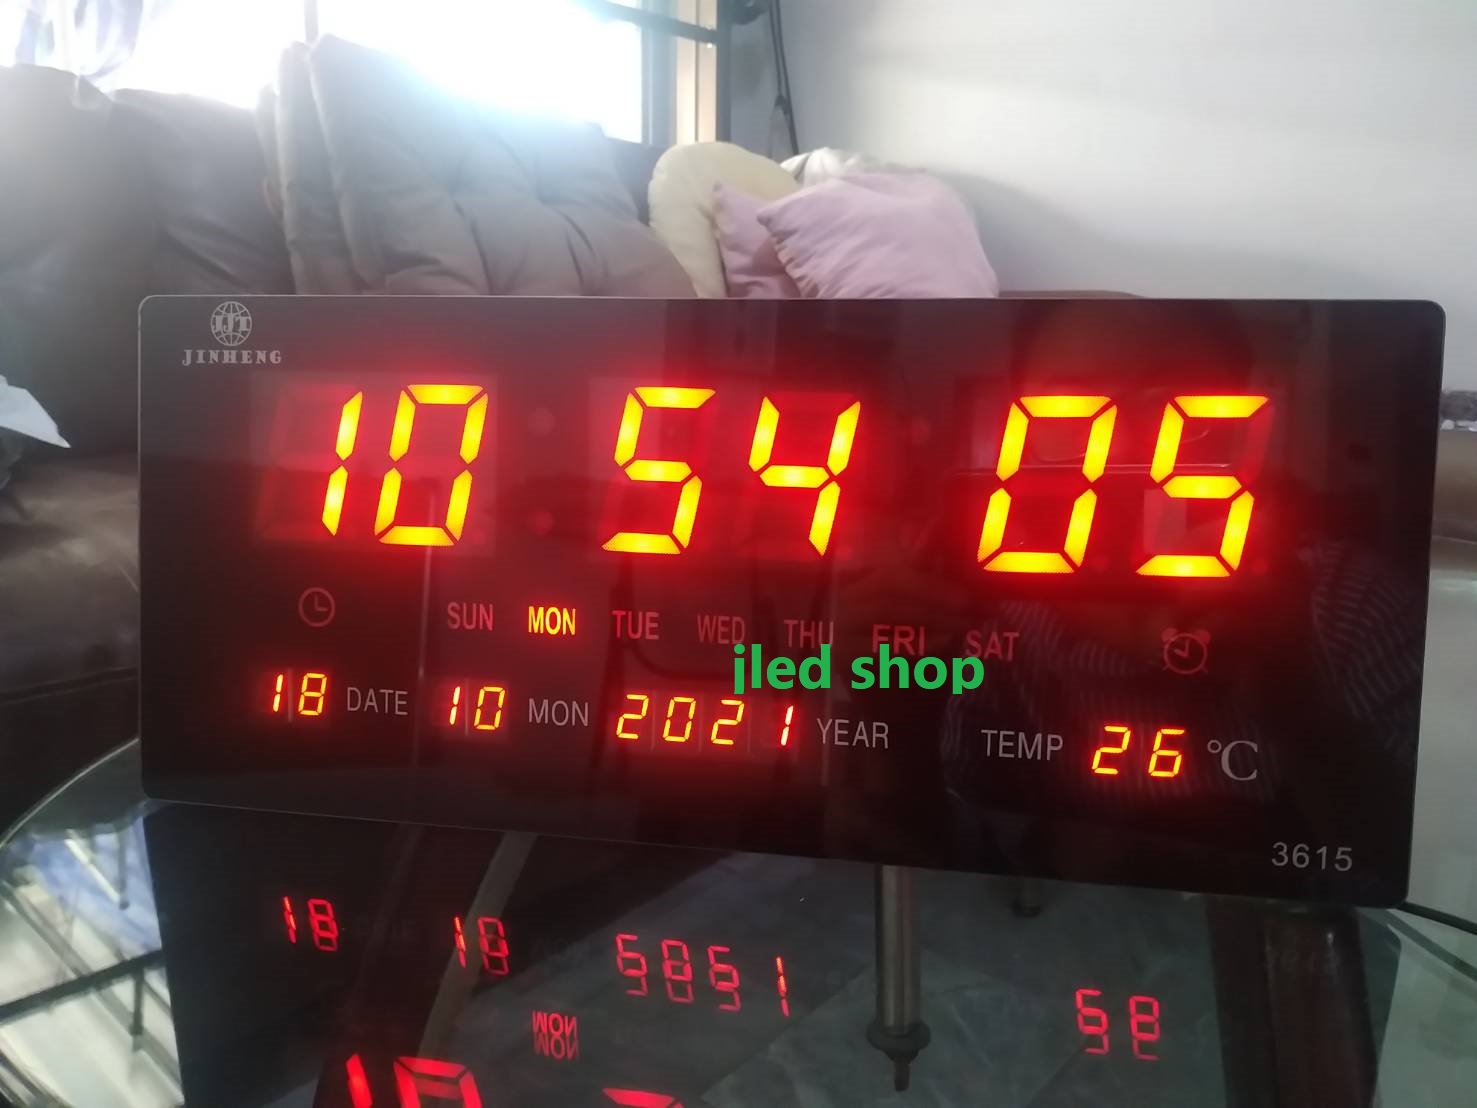 JJT
JINHENG
10 54 05
SUN MON TUE WED THU FRI SAT
jled shop
18 DATE 10 MON 2021 YEAR TEMP 26 °C
3615